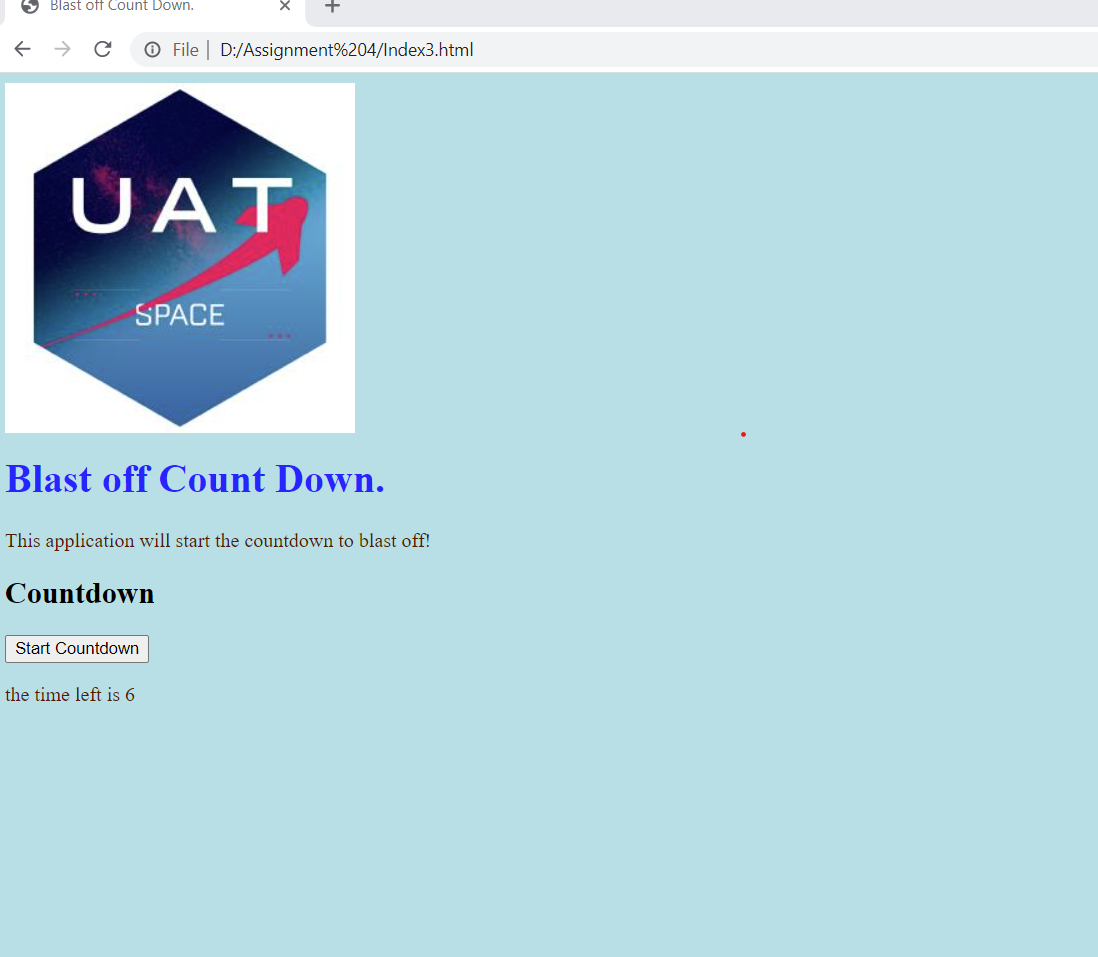 Blast off Count Down.
File | D:/Assignment%204/Index3.html
UAT
SPACE
Blast off Count Down.
This application will start the countdown to blast off!
Countdown
Start Countdown
the time left is 6